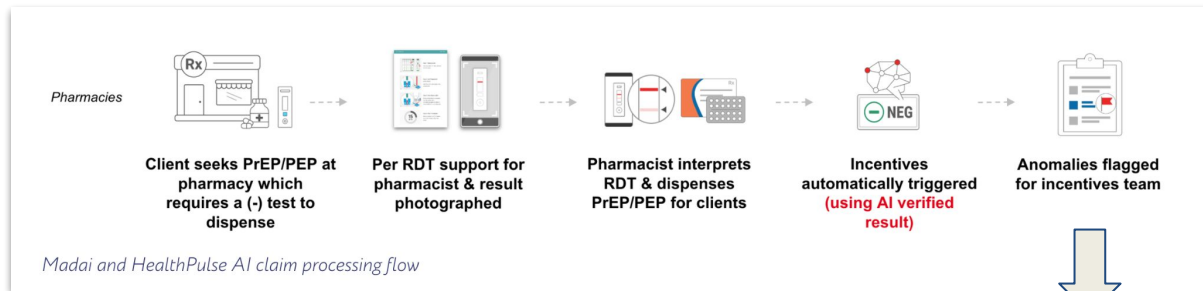 Rx
Rx
Pharmacies
NEG
Client seeks PrEP/PEP at
pharmacy which
requires a (-) test to
dispense
Per RDT support for
pharmacist & result
photographed
Pharmacist interprets
RDT & dispenses
PrEP/PEP for clients
Incentives
automatically triggered
(using AI verified
result)
Anomalies flagged
for incentives team
Madai and HealthPulse AI claim processing flow